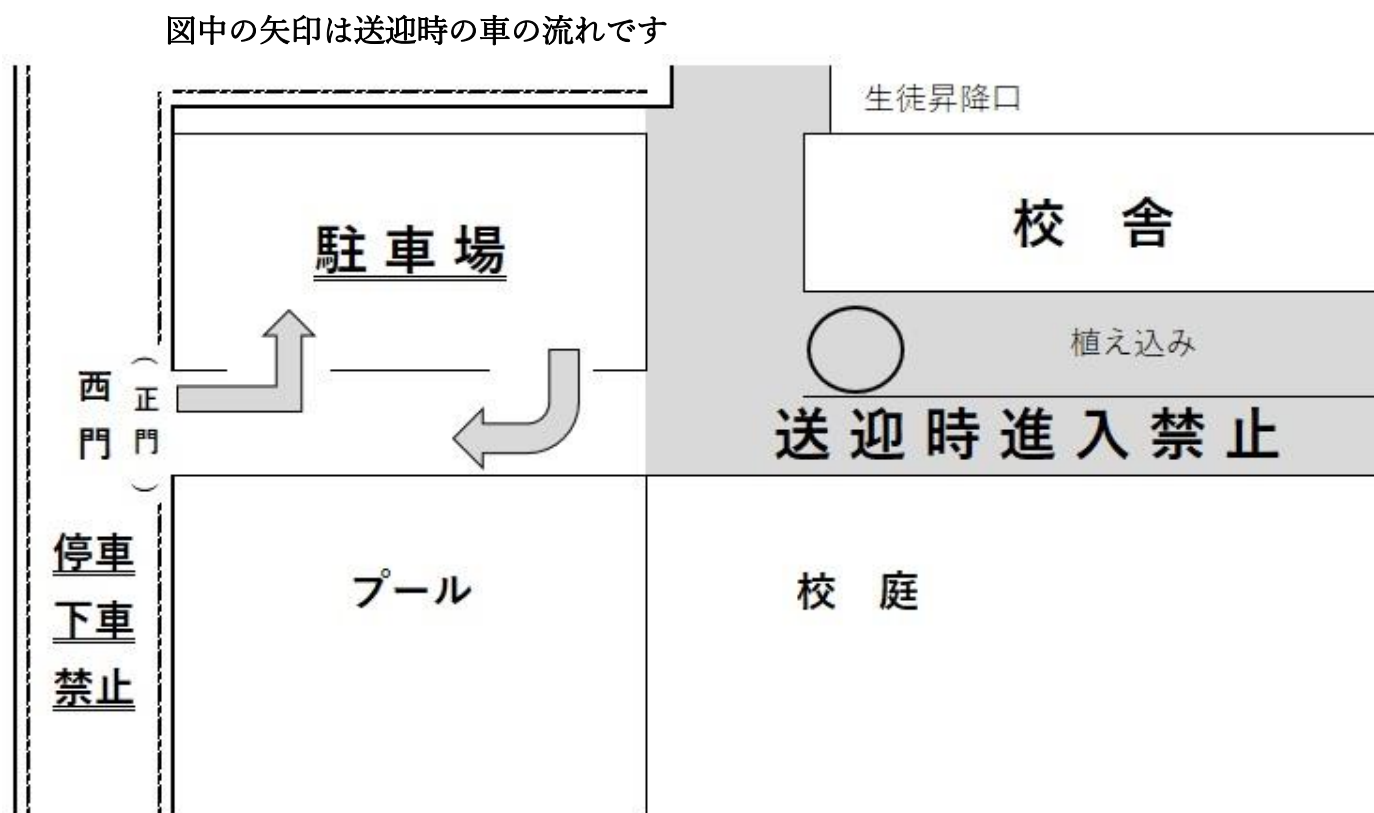 図中の矢印は送迎時の車の流れです
生徒昇降口
校 舎
駐車場
植え込み
西門
（正門）
送迎時進入禁止
停車
下車
禁止
プール
校 庭